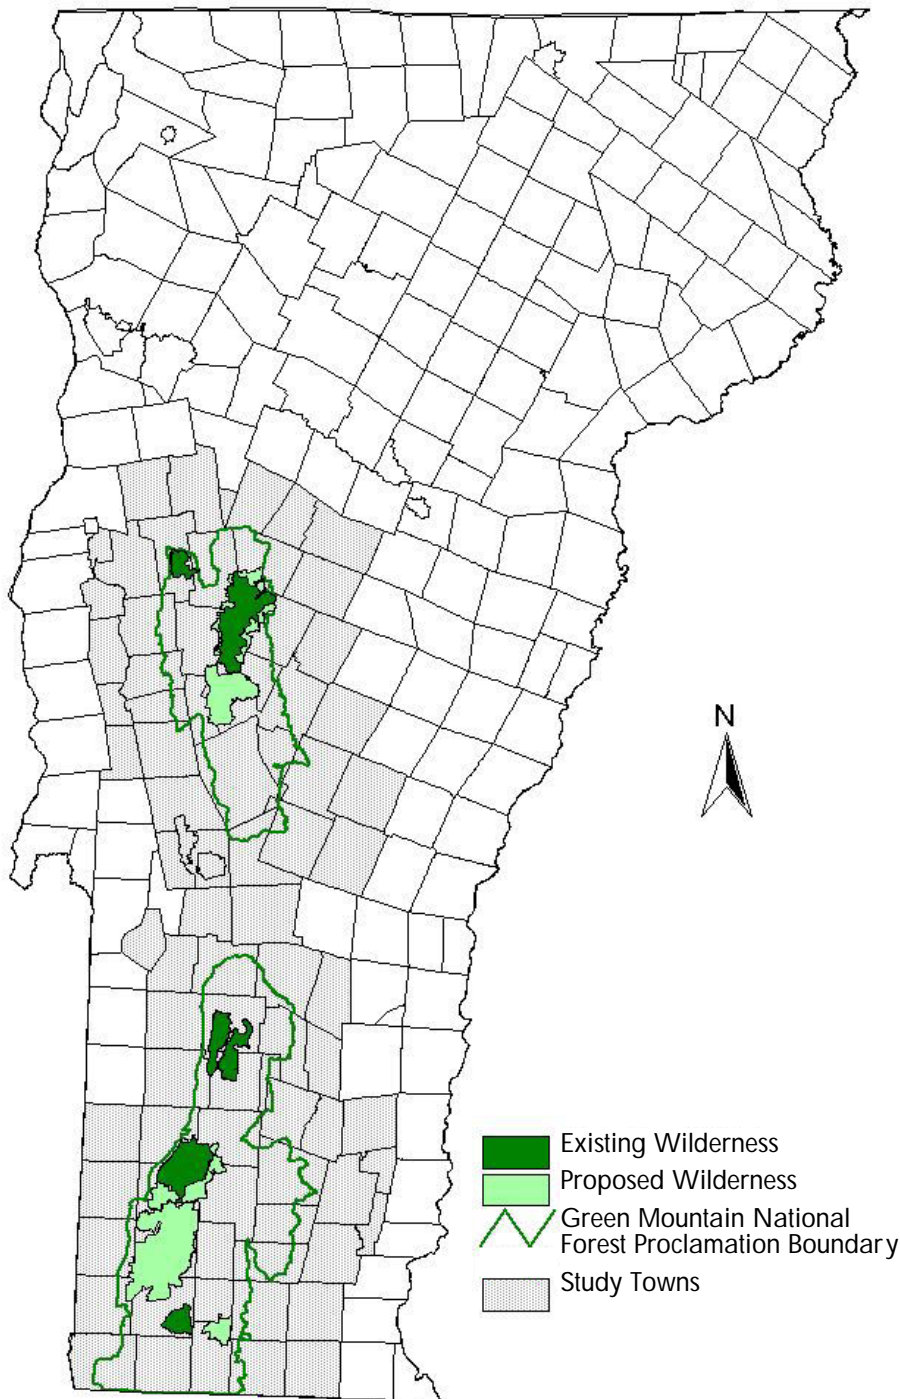 N
Existing Wilderness
Proposed Wilderness
Green Mountain National
Forest Proclamation Boundary
Study Towns